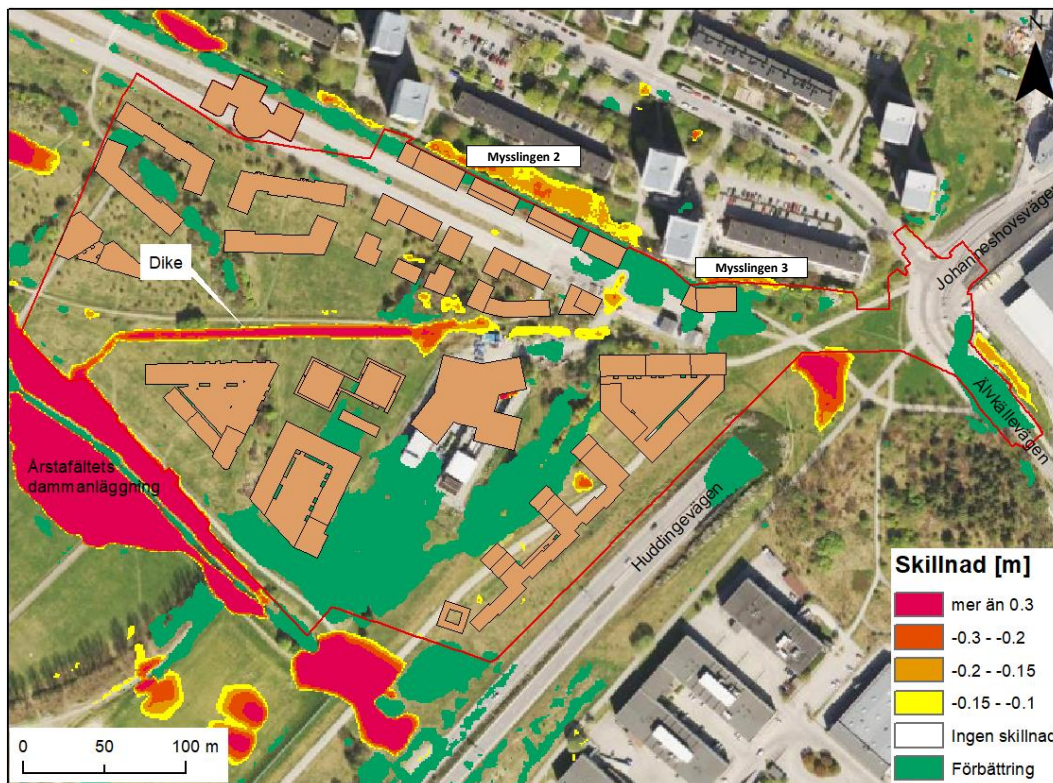 N
Mysslingen 2
Johanneshovsvägen
Dike
Mysslingen 3
Älvkällevägen
Årstafältets
dammanläggning
Huddingevägen
Skillnad [m]
mer än 0.3
-0.3 - -0.2
-0.2 - -0.15
-0.15 - -0.1
Ingen skillnad
Förbättring
0 50 100 m